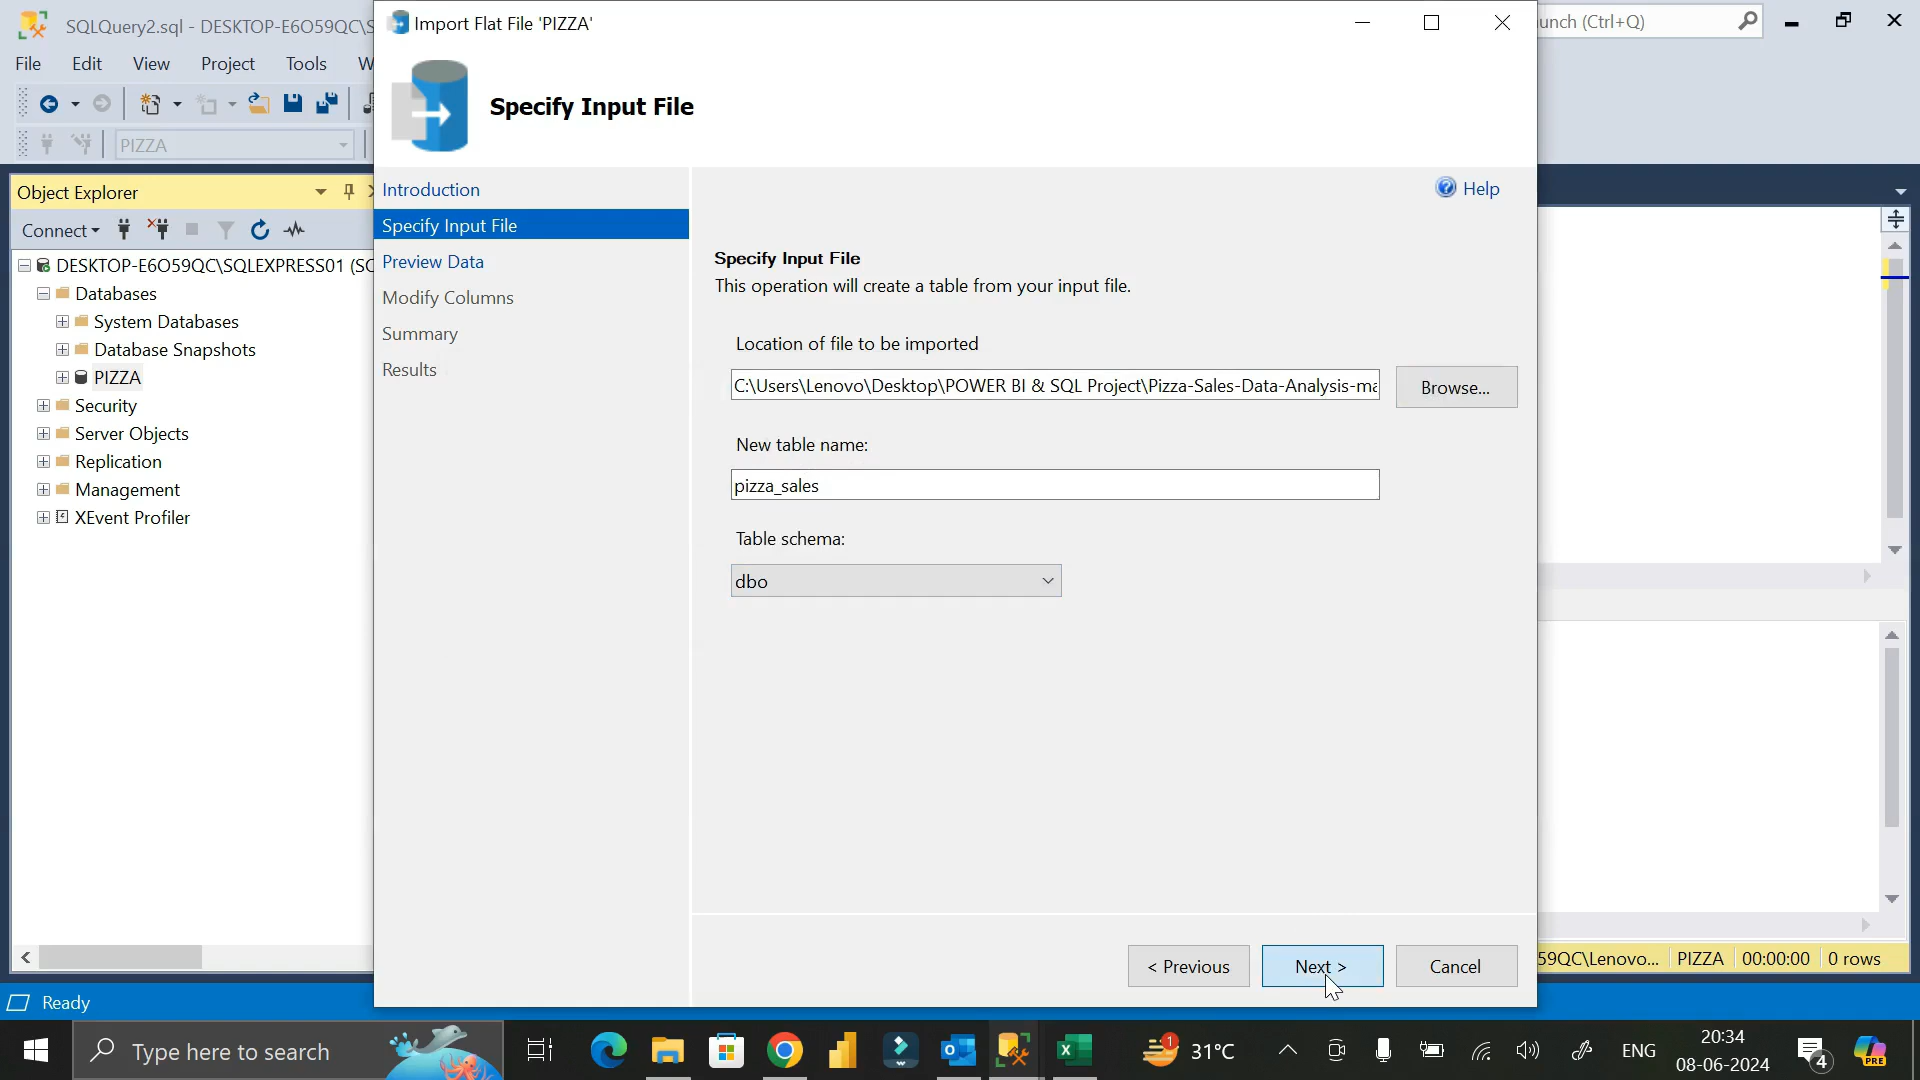 SQLQuery2.sql - DESKTOP-E6O59QC\S
Import Flat File 'PIZZA'
unch (Ctrl+Q)
File Edit View Project Tools W
PIZZA
Specify Input File
Object Explorer
Connect
DESKTOP-E6O59QC\SQLEXPRESS01 (SC
Databases
System Databases
Database Snapshots
PIZZA
Security
Server Objects
Replication
Management
XEvent Profiler
Introduction
Specify Input File
Preview Data
Modify Columns
Summary
Results
Help
Specify Input File
This operation will create a table from your input file.
Location of file to be imported
C:\Users\Lenovo\Desktop\POWER BI & SQL Project\Pizza-Sales-Data-Analysis-ma
Browse...
New table name:
pizza_sales
Table schema:
dbo
< Previous Next > Cancel
59QC\Lenovo... PIZZA 00:00:00 0 rows
Ready
Type here to search
1
31°C
ENG
20:34
08-06-2024
4
PRE